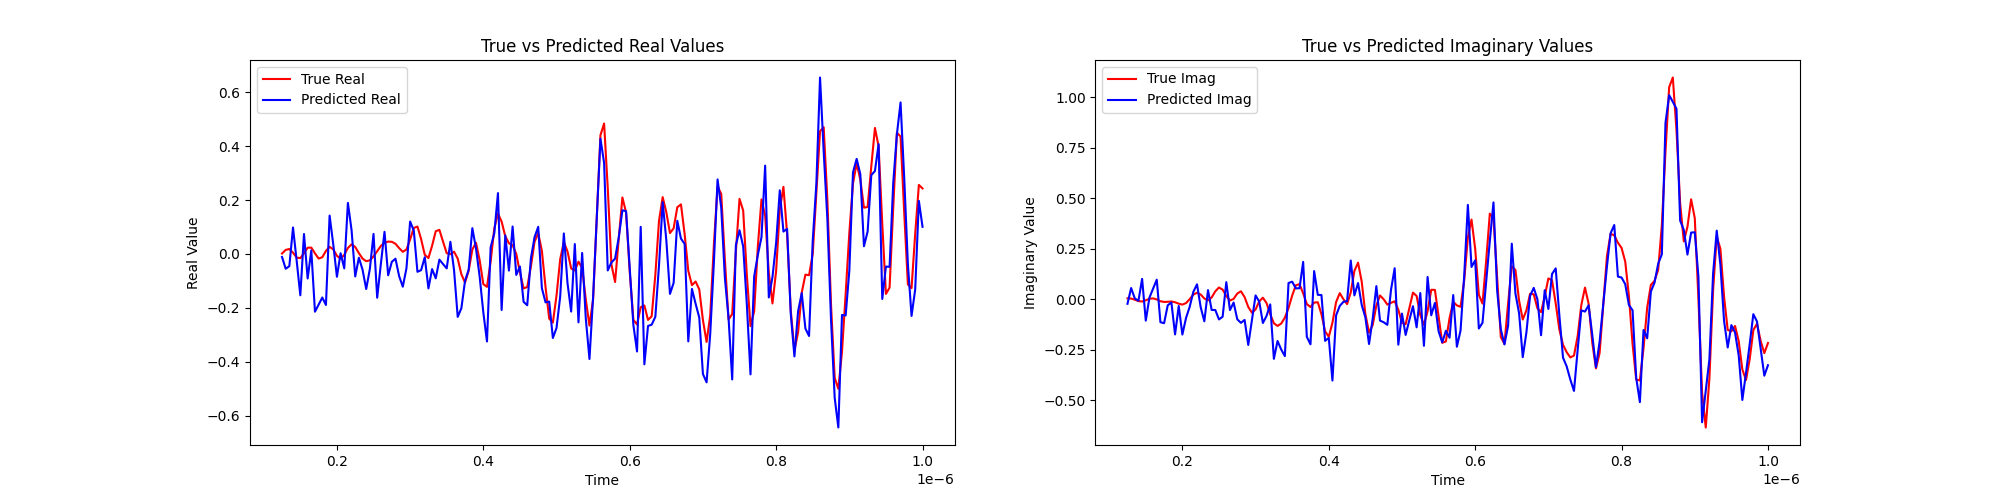 True vs Predicted Real Values
True Real
Predicted Real
Real Value
0.6
0.4
0.2
0.0
−0.2
−0.4
−0.6
0.2
0.4
0.6
0.8
1.0
1e−6
Time
True vs Predicted Imaginary Values
True Imag
Predicted Imag
Imaginary Value
1.00
0.75
0.50
0.25
0.00
−0.25
−0.50
0.2
0.4
0.6
0.8
1.0
1e−6
Time